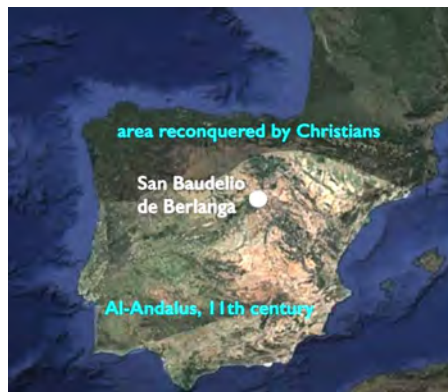 area reconquered by Christians
San Baudelio
de Berlanga
Al-Andalus, 11th century